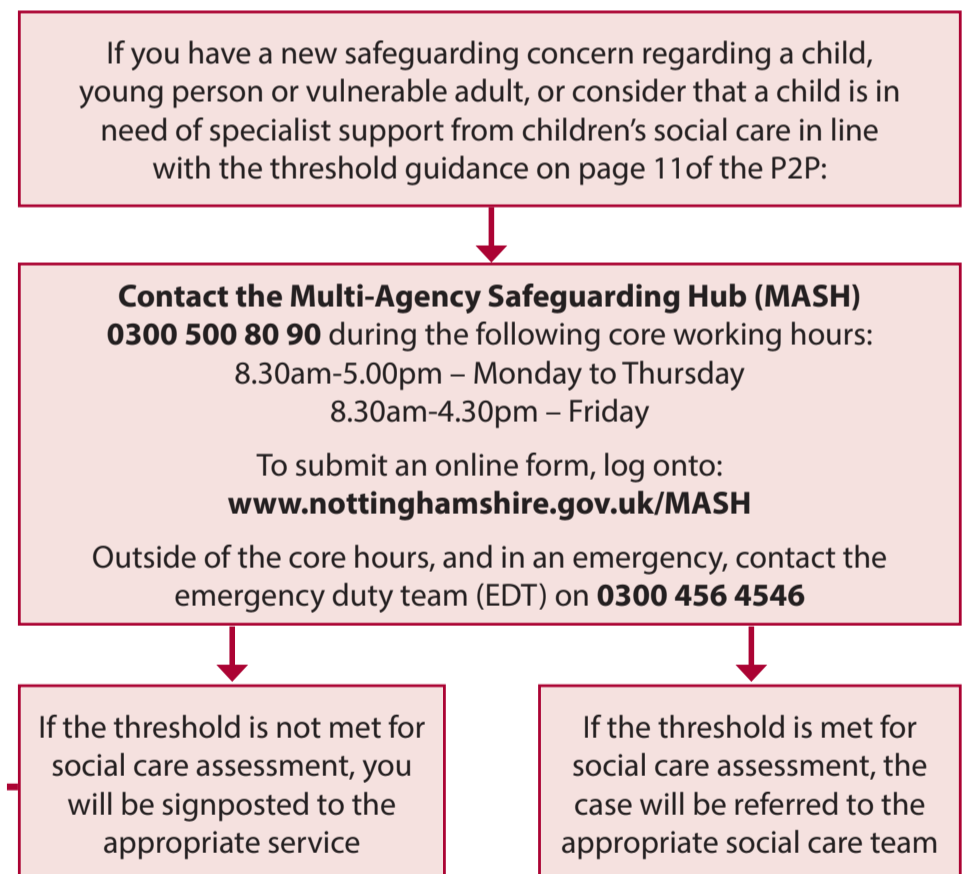 If you have a new safeguarding concern regarding a child,
young person or vulnerable adult, or consider that a child is in
need of specialist support from children’s social care in line
with the threshold guidance on page 11of the P2P:
Contact the Multi-Agency Safeguarding Hub (MASH)
0300 500 80 90 during the following core working hours:
8.30am-5.00pm – Monday to Thursday
8.30am-4.30pm – Friday
To submit an online form, log onto:
www.nottinghamshire.gov.uk/MASH
Outside of the core hours, and in an emergency, contact the
emergency duty team (EDT) on 0300 456 4546
If the threshold is not met for
social care assessment, you
will be signposted to the
appropriate service
If the threshold is met for
social care assessment, the
case will be referred to the
appropriate social care team